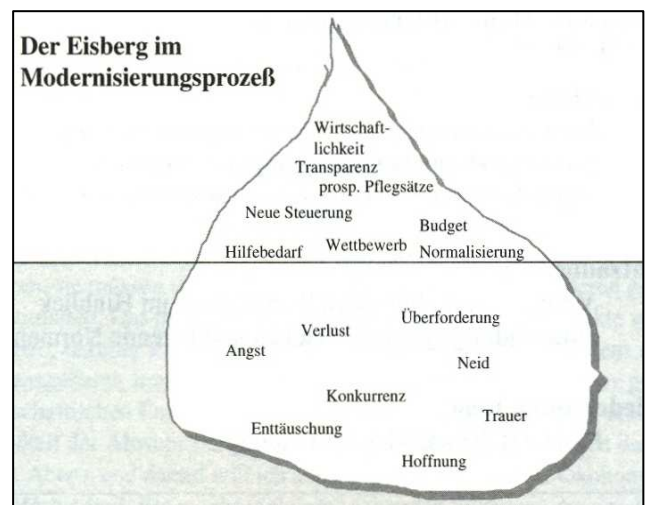 Der Eisberg im
Modernisierungsprozeß
Wirtschaft-
lichkeit
Transparenz
prosp. Pflegsätze
Neue Steuerung
Budget
Hilfebedarf
Wettbewerb
Normalisierung
Überforderung
Verlust
Angst
Neid
Konkurrenz
Trauer
Enttäuschung
Hoffnung